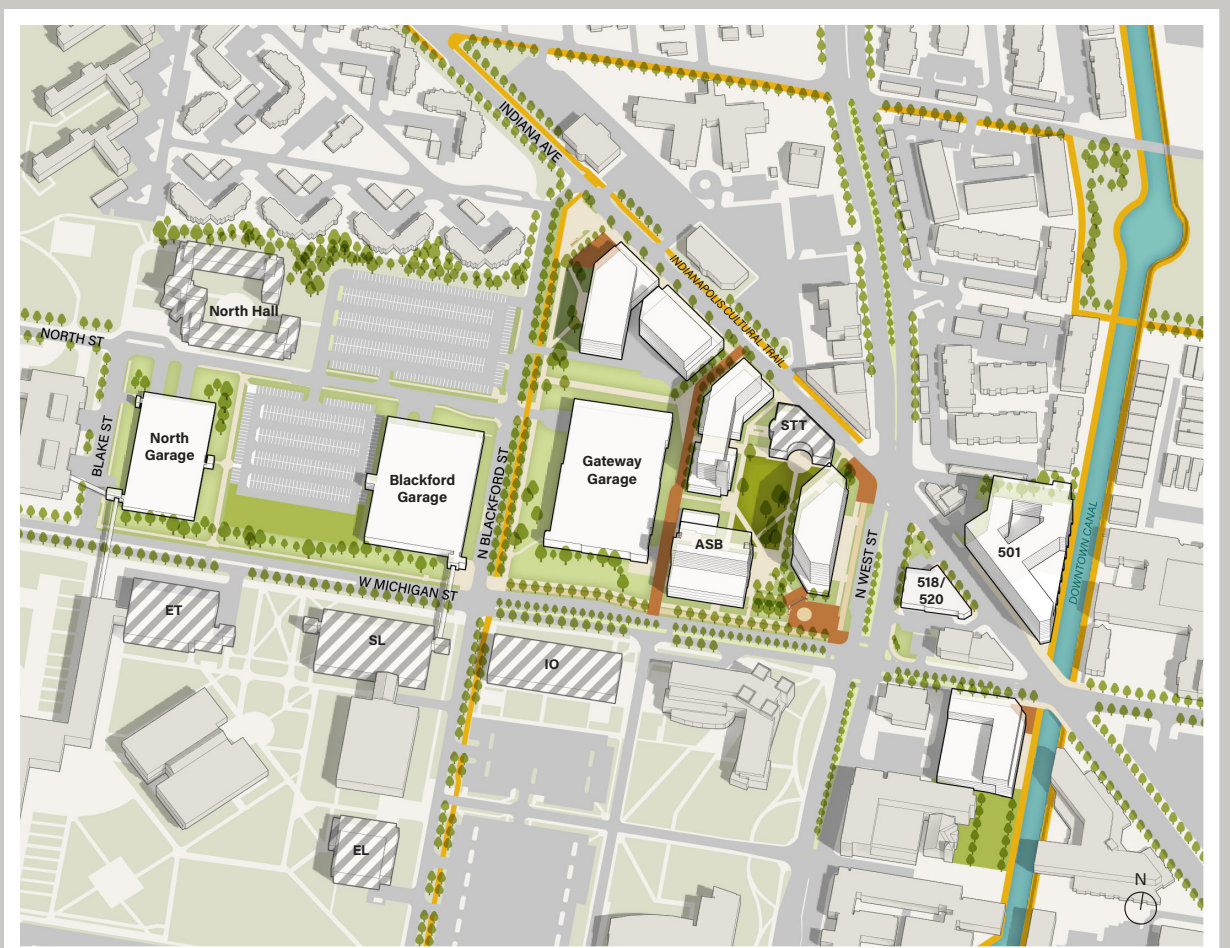 INDIANA AVE
INDIANAPOLIS CULTURAL TRAIL
North Hall
NORTH ST
BLAKE ST
North
Garage
Blackford
Garage
N BLACKFORD ST
Gateway
Garage
STT
ASB
N WEST ST
501
518/
520
DOWNTOWN CANAL
W MICHIGAN ST
ET
SL
IO
EL
N